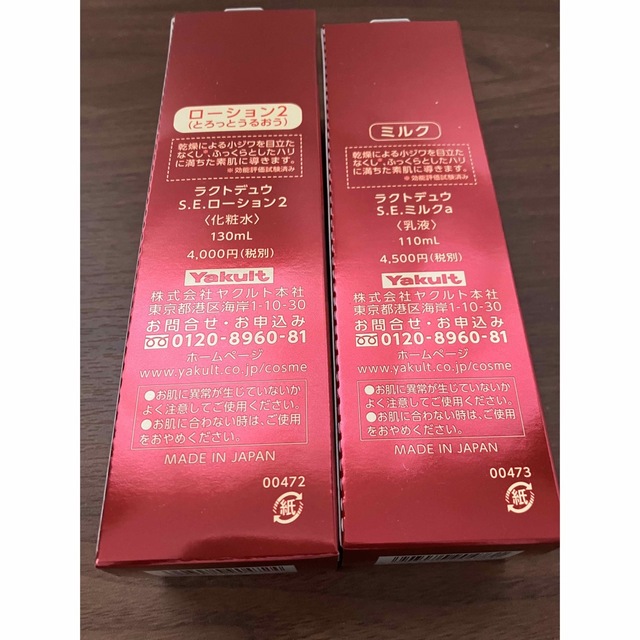 ローション2
(とろっとうるおう)
乾燥による小ジワを目立た
なくし※、ふっくらとしたハリ
に満ちた素肌に導きます。
※効能評価試験済み
ラクトデュウ
S.E.ローション2
〈化粧水〉
130mL
4,000円(税別)
Yakult
株式会社ヤクルト本社
東京都港区海岸1-10-30
お問合せ・お申込み
0120-8960-81
ホームページ
www.yakult.co.jp/cosme
●お肌に異常が生じていないか
よく注意してご使用ください。
●お肌に合わない時は、ご使用
をおやめください。
MADE IN JAPAN
00472
紙
ミルク
乾燥による小ジワを目立た
なくし※、ふっくらとしたハリ
に満ちた素肌に導きます。
※効能評価試験済み
ラクトデュウ
S.E.ミルクa
〈乳液〉
110mL
4,500円(税別)
Yakult
株式会社ヤクルト本社
東京都港区海岸1-10-30
お問合せ・お申込み
0120-8960-81
ホームページ
www.yakult.co.jp/cosme
●お肌に異常が生じていないか
よく注意してご使用ください。
●お肌に合わない時は、ご使用
をおやめください。
MADE IN JAPAN
00473
紙